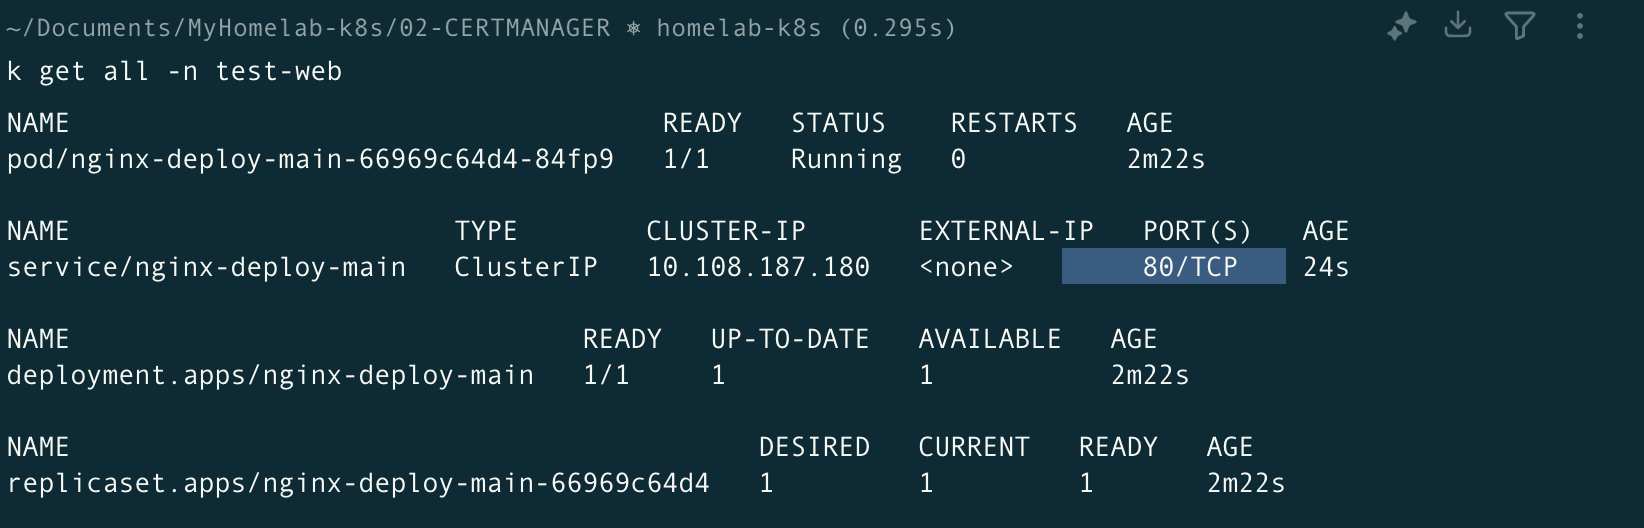 ~/Documents/MyHomelab-k8s/02-CERTMANAGER ⎈ homelab-k8s (0.295s)
k get all -n test-web
NAME READY STATUS RESTARTS AGE
pod/nginx-deploy-main-66969c64d4-84fp9 1/1 Running 0 2m22s
NAME TYPE CLUSTER-IP EXTERNAL-IP PORT(S) AGE
service/nginx-deploy-main ClusterIP 10.108.187.180 <none> 80/TCP 24s
NAME READY UP-TO-DATE AVAILABLE AGE
deployment.apps/nginx-deploy-main 1/1 1 1 2m22s
NAME DESIRED CURRENT READY AGE
replicaset.apps/nginx-deploy-main-66969c64d4 1 1 1 2m22s